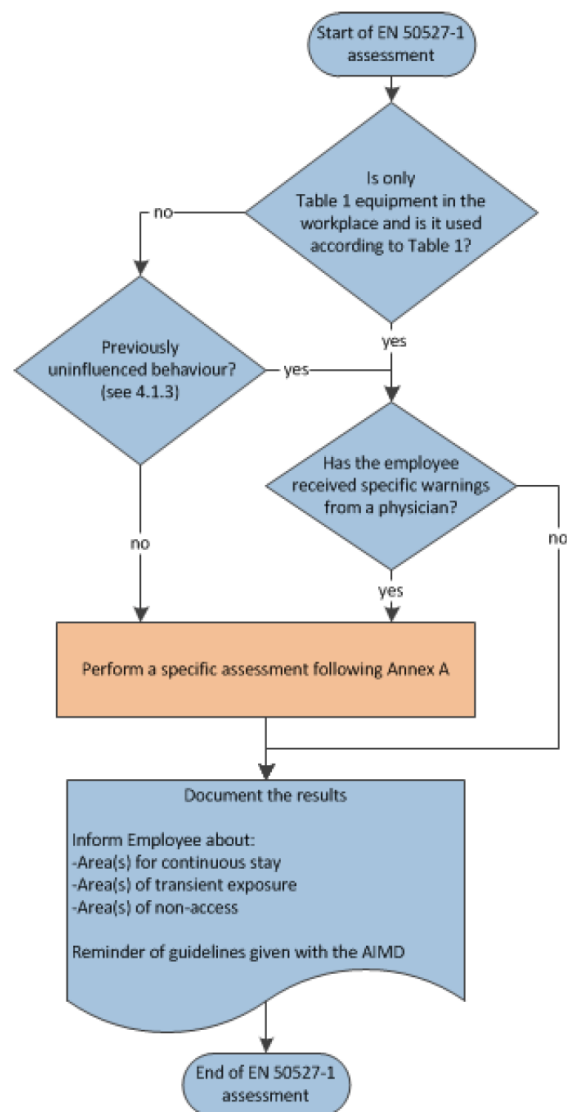 Start of EN 50527-1
assessment
Is only
Table 1 equipment in the
workplace and is it used
according to Table 1?
no
yes
Previously
uninfluenced behaviour?
(see 4.1.3)
yes
Has the employee
received specific warnings
from a physician?
no
no
yes
Perform a specific assessment following Annex A
Document the results
Inform Employee about:
-Area(s) for continuous stay
-Area(s) of transient exposure
-Area(s) of non-access
Reminder of guidelines given with the AIMD
End of EN 50527-1
assessment